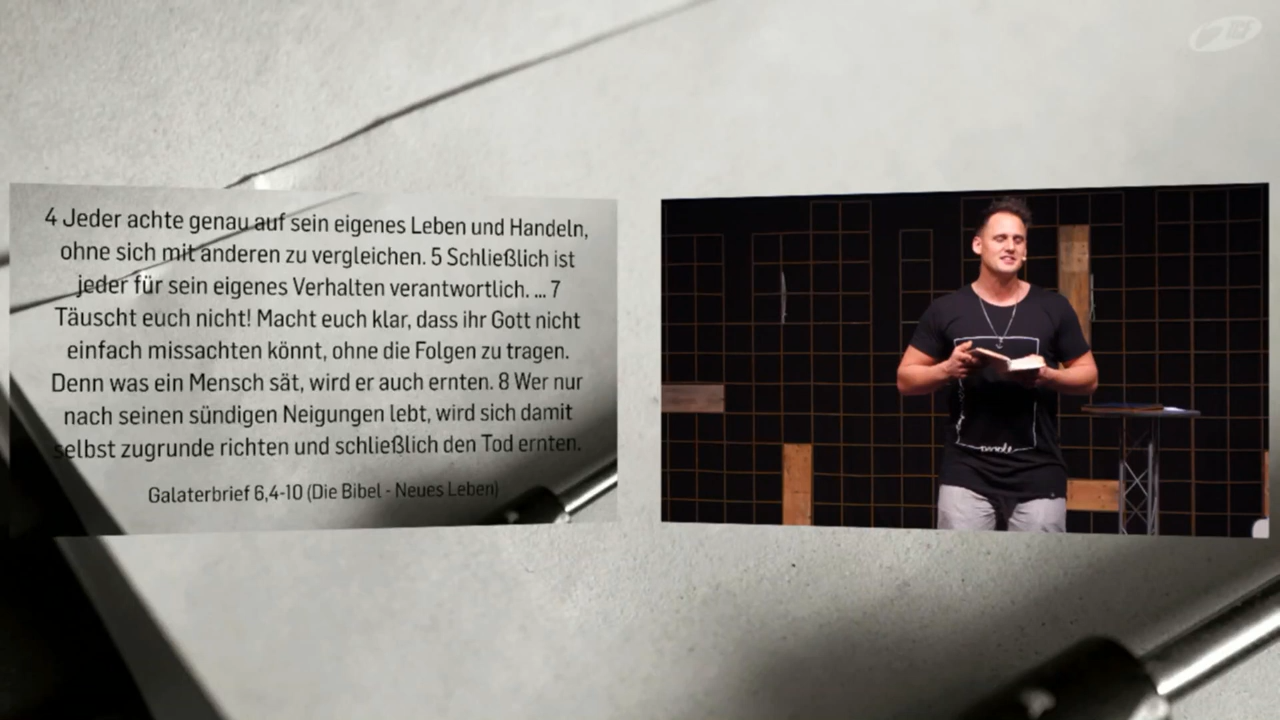 4 Jeder achte genau auf sein eigenes Leben und Handeln,
ohne sich mit anderen zu vergleichen. 5 Schließlich ist
jeder für sein eigenes Verhalten verantwortlich. ... 7
Täuscht euch nicht! Macht euch klar, dass ihr Gott nicht
einfach missachten könnt, ohne die Folgen zu tragen.
Denn was ein Mensch sät, wird er auch ernten. 8 Wer nur
nach seinen sündigen Neigungen lebt, wird sich damit
selbst zugrunde richten und schließlich den Tod ernten.
Galaterbrief 6,4-10 (Die Bibel - Neues Leben)
people